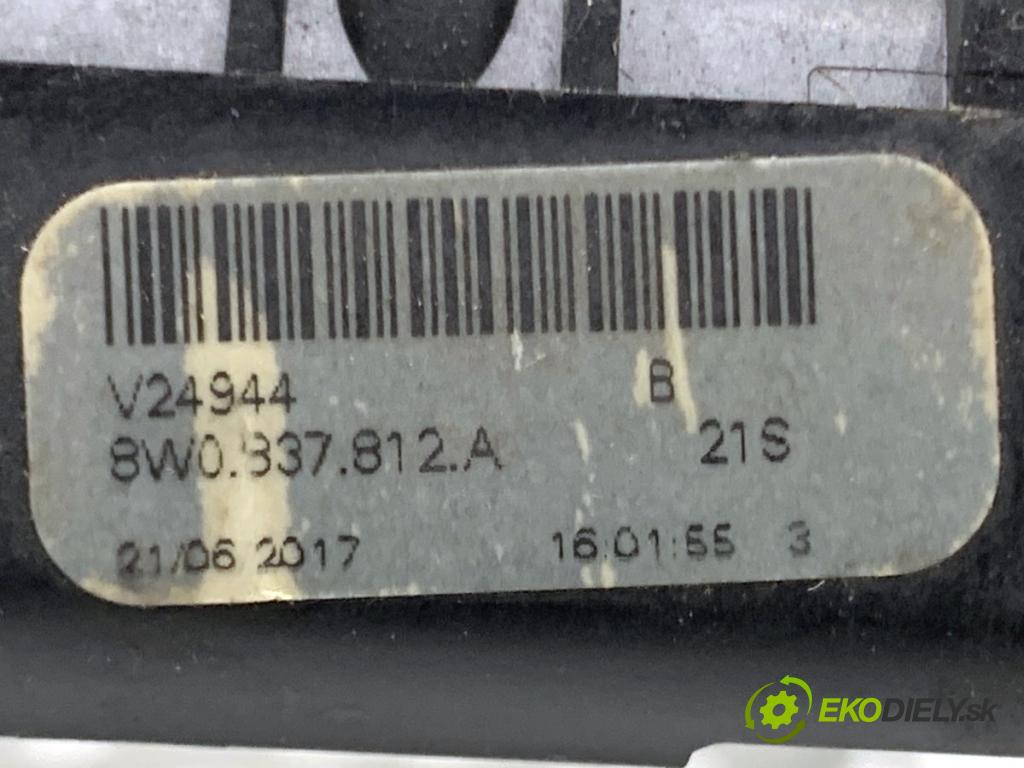 V24944 B
8W0.837.812.A 21S
21/06 2017 16:01:55 3
EKODIELY.sk